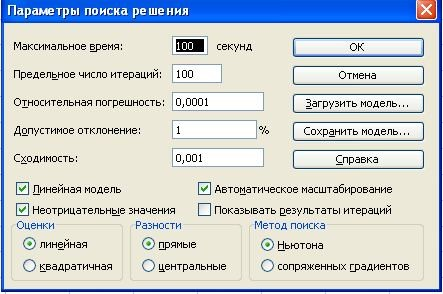 Параметры поиска решения
Максимальное время: 100 секунд ОК
Предельное число итераций: 100 Отмена
Относительная погрешность: 0,0001 Загрузить модель...
Допустимое отклонение: 1 % Сохранить модель...
Сходимость: 0,001 Справка
Линейная модель Автоматическое масштабирование
Неотрицательные значения Показывать результаты итераций
Оценки Разности Метод поиска
линейная прямые Ньютона
квадратичная центральные сопряженных градиентов